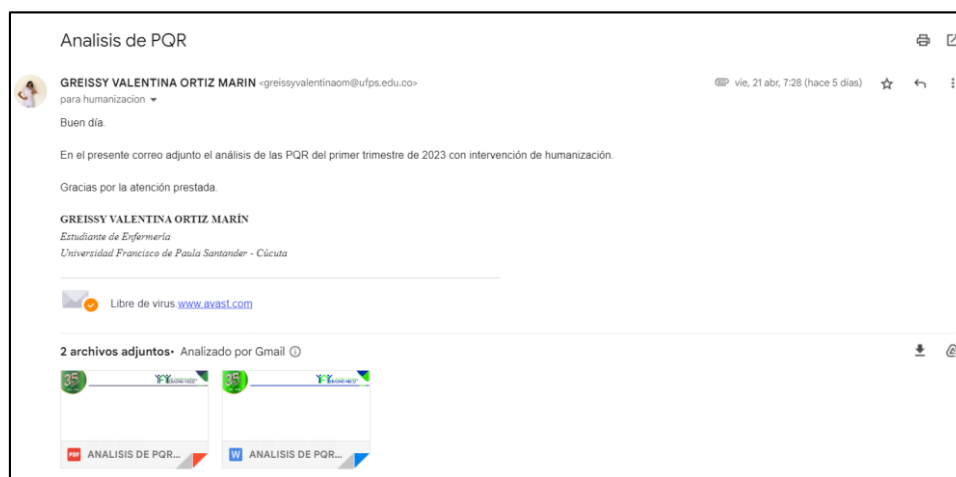 Analisis de PQR
GREISSY VALENTINA ORTIZ MARIN <greissyvalentinaom@ufps.edu.co>
vie, 21 abr, 7:28 (hace 5 días)
para humanizacion
Buen día.
En el presente correo adjunto el análisis de las PQR del primer trimestre de 2023 con intervención de humanización.
Gracias por la atención prestada.
GREISSY VALENTINA ORTIZ MARÍN
Estudiante de Enfermería
Universidad Francisco de Paula Santander - Cúcuta
Libre de virus.www.avast.com
2 archivos adjuntos• Analizado por Gmail
35
35
PDF ANALISIS DE PQR...
W ANALISIS DE PQR...